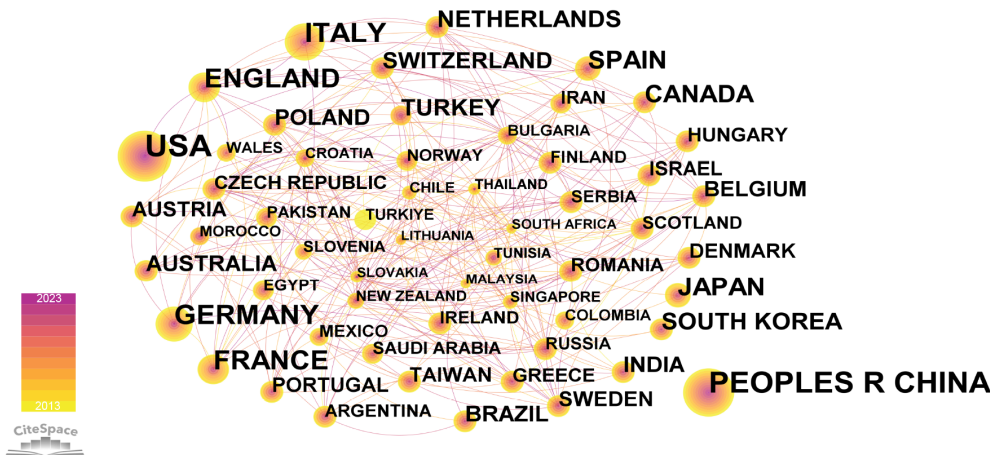 NETHERLANDS
ITALY
SWITZERLAND
SPAIN
ENGLAND
IRAN
CANADA
POLAND
TURKEY
BULGARIA
HUNGARY
USA
WALES
CROATIA
NORWAY
FINLAND
ISRAEL
CZECH REPUBLIC
CHILE
THAILAND
SERBIA
BELGIUM
AUSTRIA
PAKISTAN
TURKIYE
SOUTH AFRICA
SCOTLAND
MOROCCO
LITHUANIA
SLOVENIA
TUNISIA
DENMARK
AUSTRALIA
SLOVAKIA
MALAYSIA
ROMANIA
EGYPT
NEW ZEALAND
SINGAPORE
JAPAN
GERMANY
MEXICO
IRELAND
COLOMBIA
SOUTH KOREA
SAUDI ARABIA
RUSSIA
FRANCE
TAIWAN
GREECE
INDIA
PEOPLES R CHINA
PORTUGAL
ARGENTINA
BRAZIL
SWEDEN
2023
2013
CiteSpace